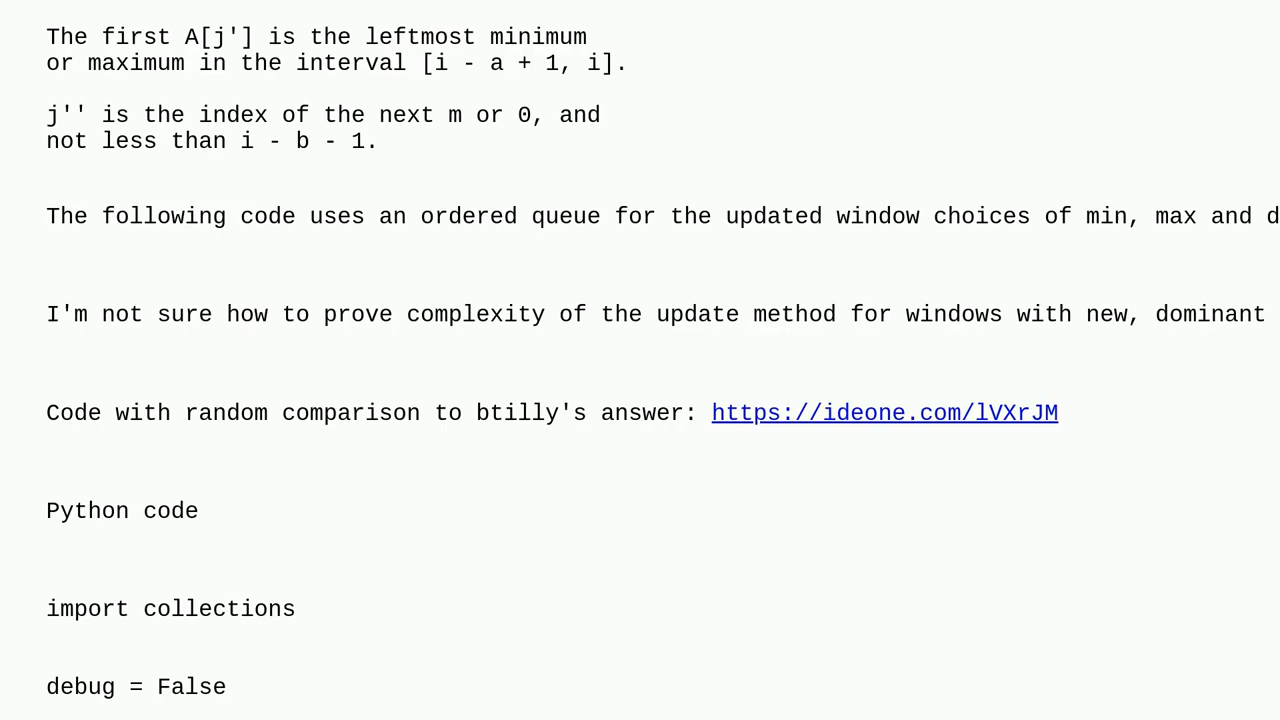 The first A[j'] is the leftmost minimum
or maximum in the interval [i - a + 1, i].
j'' is the index of the next m or 0, and
not less than i - b - 1.
The following code uses an ordered queue for the updated window choices of min, max and d
I'm not sure how to prove complexity of the update method for windows with new, dominant
Code with random comparison to btilly's answer: https://ideone.com/lVXrJM
Python code
import collections
debug = False